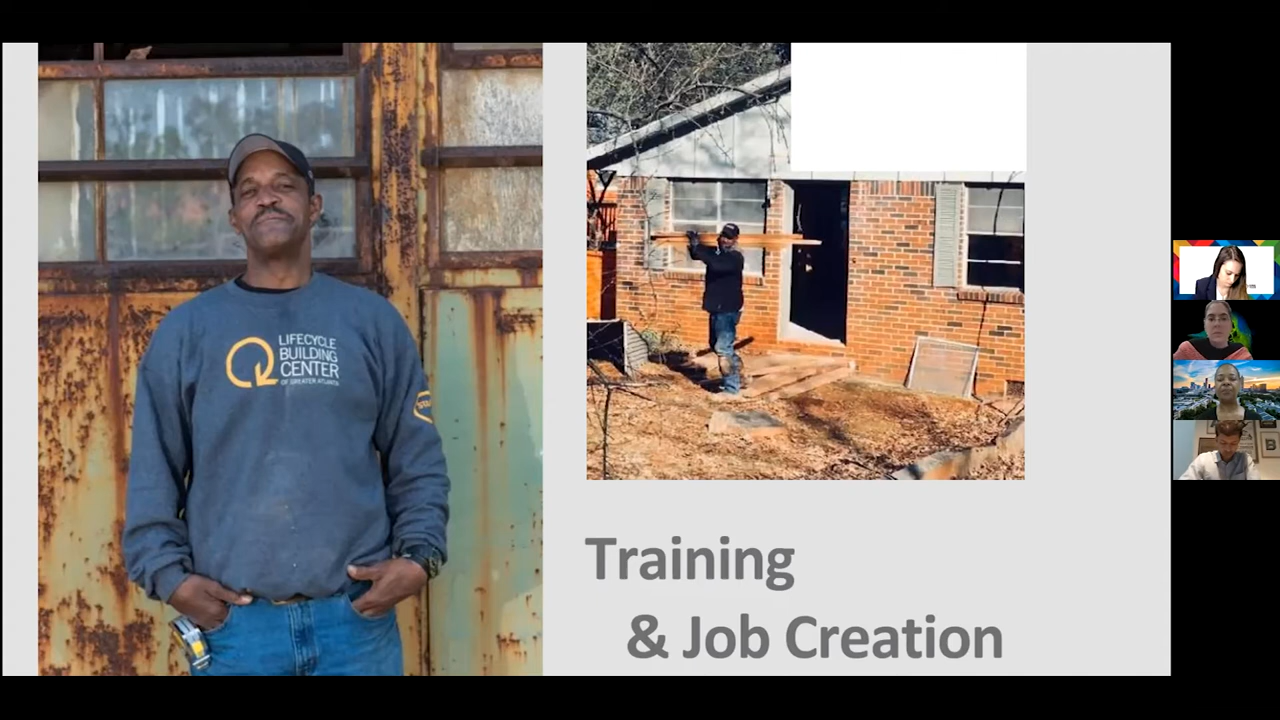 LIFECYCLE
BUILDING
CENTER
OF GREATER ATLANTA
Training
& Job Creation